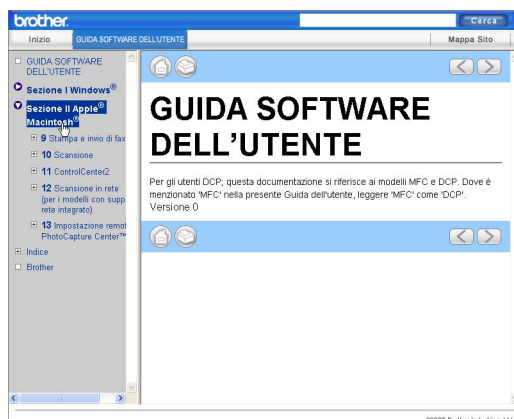 brother
Cerca
Inizio
GUIDA SOFTWARE DELL'UTENTE
Mappa Sito
GUIDA SOFTWARE
DELL'UTENTE
Sezione I Windows®
Sezione II Apple®
Macintosh®
9 Stampa e invio di fax
10 Scansione
11 ControlCenter2
12 Scansione in rete
(per i modelli con supp
rete integrato)
13 Impostazione remot
PhotoCapture Center™
Indice
Brother
GUIDA SOFTWARE
DELL'UTENTE
Per gli utenti DCP; questa documentazione si riferisce ai modelli MFC e DCP. Dove è
menzionato 'MFC' nella presente Guida dell'utente, leggere 'MFC' come 'DCP'.
Versione 0